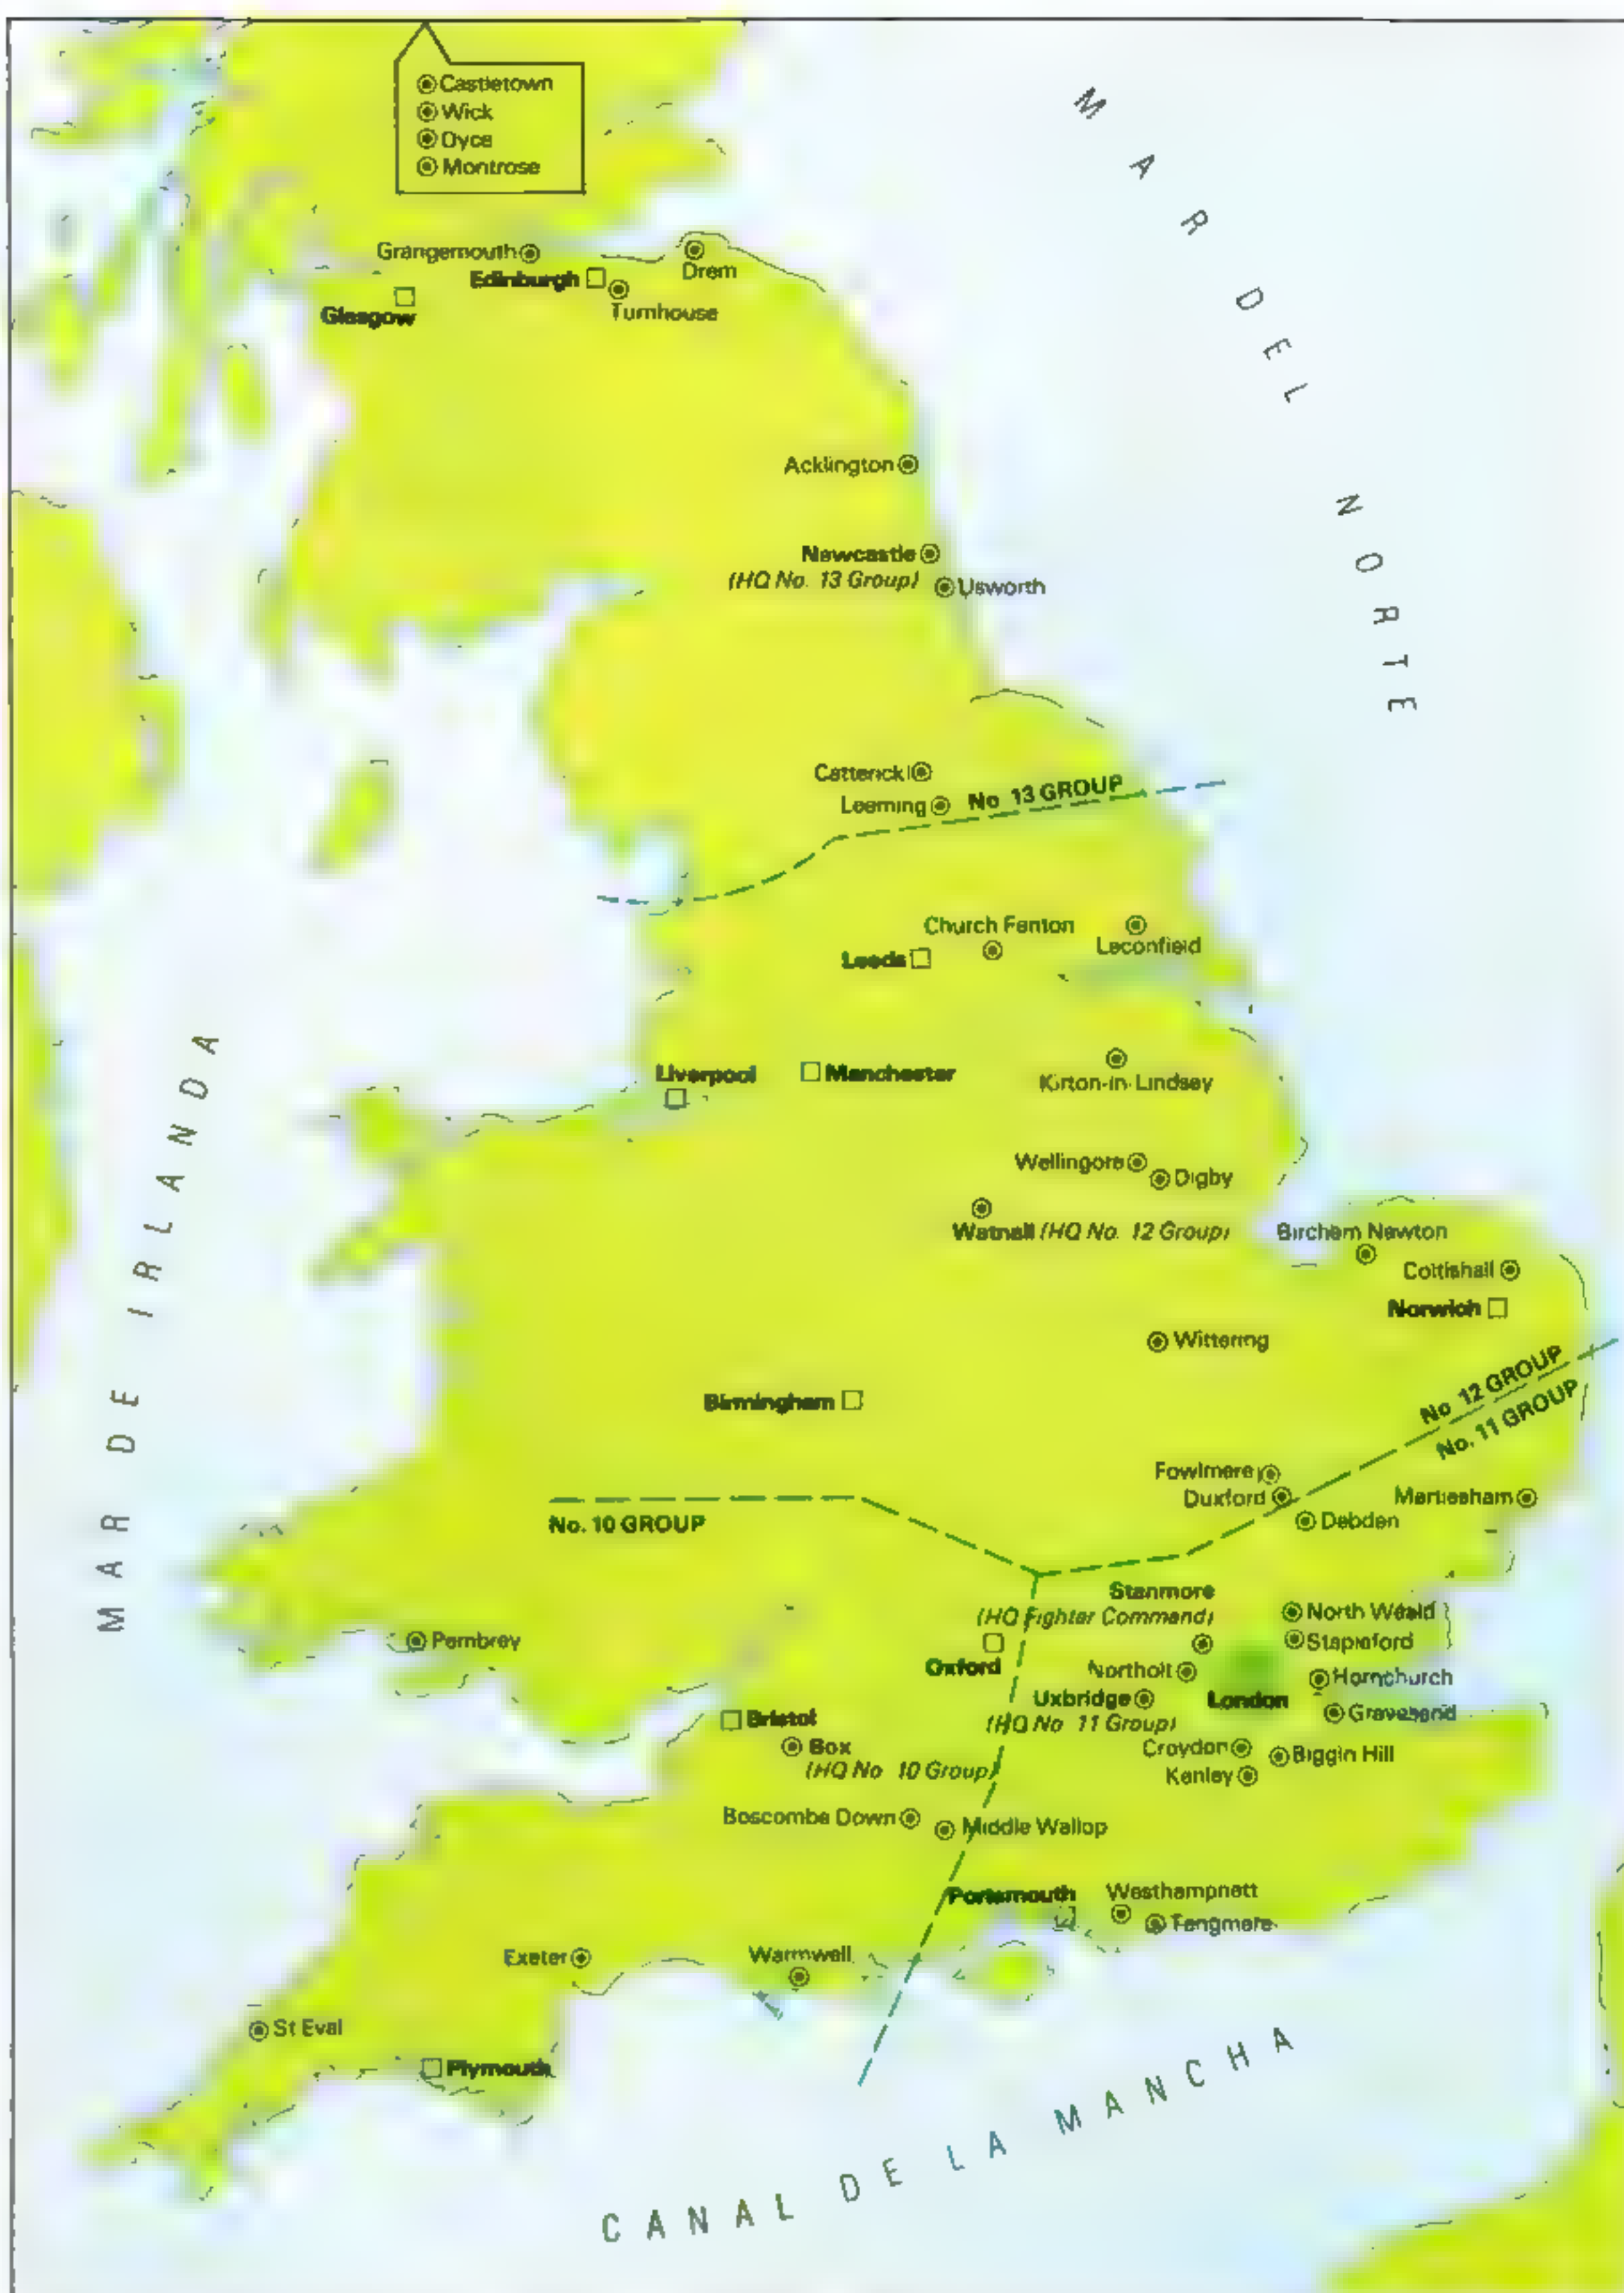 Castletown
Wick
Dyce
Montrose
MAR DEL NORTE
Grangemouth
Edinburgh
Drem
Turnhouse
Glasgow
Acklington
Newcastle
(HQ No. 13 Group)
Usworth
Catterick
Leeming
No 13 GROUP
Church Fenton
Leconfield
Leeds
Liverpool
Manchester
Kirton-in-Lindsey
MAR DE IRLANDA
Wellingore
Digby
Watnall (HQ No. 12 Group)
Bircham Newton
Coltishall
Norwich
Wittering
Birmingham
No 12 GROUP
No. 11 GROUP
Fowlmere
Duxford
Martlesham
Debden
No. 10 GROUP
Stanmore
(HQ Fighter Command)
North Weald
Stapleford
Pembrey
Oxford
Northolt
Hornchurch
Uxbridge
London
(HQ No 11 Group)
Gravesend
Bristol
Box
(HQ No 10 Group)
Croydon
Biggin Hill
Kenley
Boscombe Down
Middle Wallop
Portsmouth
Westhampnett
Tangmere
Exeter
Warmwell
St Eval
Plymouth
CANAL DE LA MANCHA